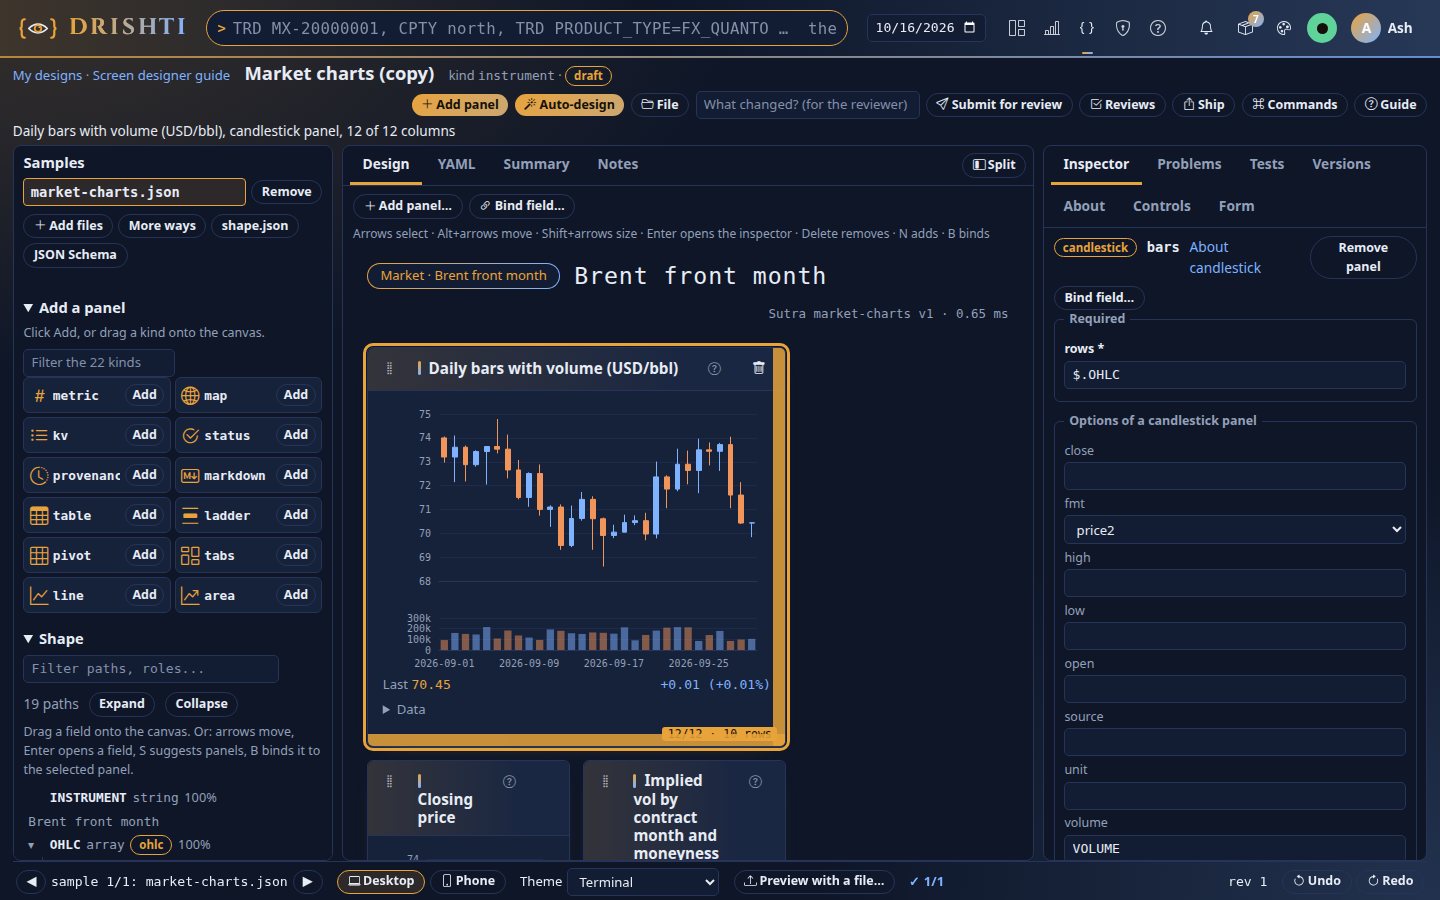 DRISHTI
> TRD MX-20000001, CPTY north, TRD PRODUCT_TYPE=FX_QUANTO … the
10/16/2026
7
A Ash
My designs · Screen designer guide Market charts (copy) kind instrument · draft
+ Add panel Auto-design File What changed? (for the reviewer) Submit for review Reviews Ship Commands Guide
Daily bars with volume (USD/bbl), candlestick panel, 12 of 12 columns
Samples
market-charts.json Remove
+ Add files More ways shape.json
JSON Schema
▼ Add a panel
Click Add, or drag a kind onto the canvas.
Filter the 22 kinds
# metric Add map Add
kv Add status Add
provenanc Add markdown Add
table Add ladder Add
pivot Add tabs Add
line Add area Add
▼ Shape
Filter paths, roles...
19 paths Expand Collapse
Drag a field onto the canvas. Or: arrows move,
Enter opens a field, S suggests panels, B binds it to
the selected panel.
INSTRUMENT string 100%
Brent front month
▼ OHLC array ohlc 100%
Design YAML Summary Notes Split
+ Add panel... Bind field...
Arrows select · Alt+arrows move · Shift+arrows size · Enter opens the inspector · Delete removes · N adds · B binds
Market · Brent front month Brent front month
Sutra market-charts v1 · 0.65 ms
Daily bars with volume (USD/bbl)
75
74
73
72
71
70
69
68
300k
200k
100k
0
2026-09-01 2026-09-09 2026-09-17 2026-09-25
Last 70.45 +0.01 (+0.01%)
▶ Data
12/12 · 10 rows
Closing
price
74
Implied
vol by
contract
month and
moneyness
Inspector Problems Tests Versions
About Controls Form
candlestick bars About
candlestick
Remove
panel
Bind field...
Required
rows *
$.OHLC
Options of a candlestick panel
close
fmt
price2
high
low
open
source
unit
volume
VOLUME
◀ sample 1/1: market-charts.json ▶ Desktop Phone Theme Terminal Preview with a file... ✓ 1/1 rev 1 Undo Redo